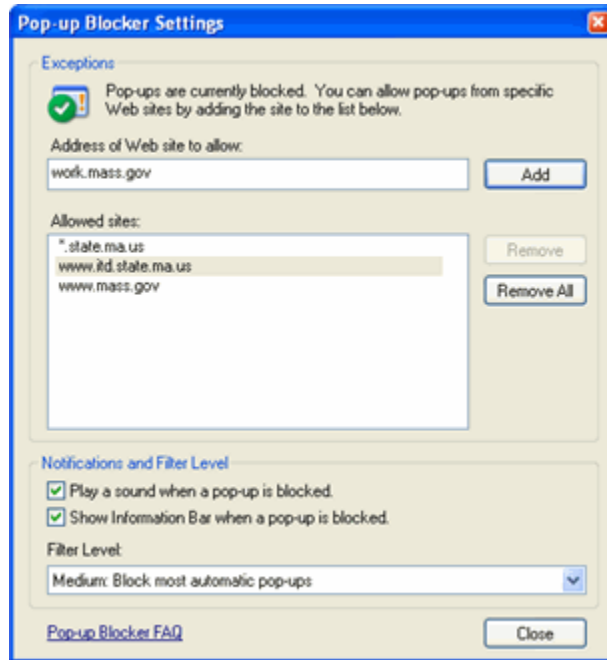 Pop-up Blocker Settings
Exceptions
Pop-ups are currently blocked. You can allow pop-ups from specific
Web sites by adding the site to the list below.
Address of Web site to allow:
work.mass.gov
Add
Allowed sites:
*.state.ma.us
www.itd.state.ma.us
www.mass.gov
Remove
Remove All
Notifications and Filter Level
Play a sound when a pop-up is blocked.
Show Information Bar when a pop-up is blocked.
Filter Level:
Medium: Block most automatic pop-ups
Pop-up Blocker FAQ
Close